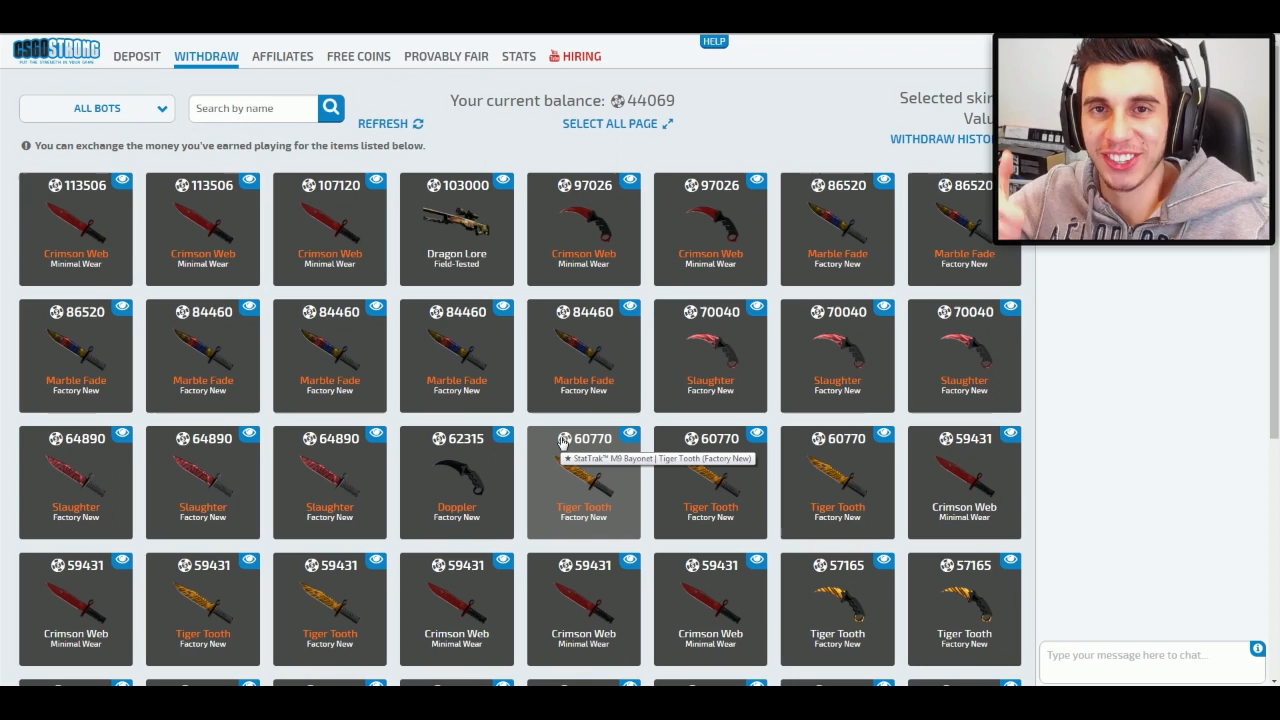 HELP
CSGOSTRONG
PUT THE STRENGTH IN YOUR GAME
DEPOSIT WITHDRAW AFFILIATES FREE COINS PROVABLY FAIR STATS You Tube HIRING
ALL BOTS
Search by name
REFRESH
Your current balance: 44069
SELECT ALL PAGE
Selected skin
Valu
WITHDRAW HISTO
You can exchange the money you've earned playing for the items listed below.
113506 113506 107120 103000 97026 97026 86520 86520
Crimson Web Crimson Web Crimson Web Dragon Lore Crimson Web Crimson Web Marble Fade Marble Fade
Minimal Wear Minimal Wear Minimal Wear Field-Tested Minimal Wear Minimal Wear Factory New Factory New
86520 84460 84460 84460 84460 70040 70040 70040
Marble Fade Marble Fade Marble Fade Marble Fade Marble Fade Slaughter Slaughter Slaughter
Factory New Factory New Factory New Factory New Factory New Factory New Factory New Factory New
64890 64890 64890 62315 60770 60770 60770 59431
★ StatTrak™ M9 Bayonet | Tiger Tooth (Factory New)
Slaughter Slaughter Slaughter Doppler Tiger Tooth Tiger Tooth Tiger Tooth Crimson Web
Factory New Factory New Factory New Factory New Factory New Factory New Factory New Minimal Wear
59431 59431 59431 59431 59431 59431 57165 57165
Crimson Web Tiger Tooth Tiger Tooth Crimson Web Crimson Web Crimson Web Tiger Tooth Tiger Tooth
Minimal Wear Factory New Factory New Minimal Wear Minimal Wear Minimal Wear Factory New Factory New
Type your message here to chat...